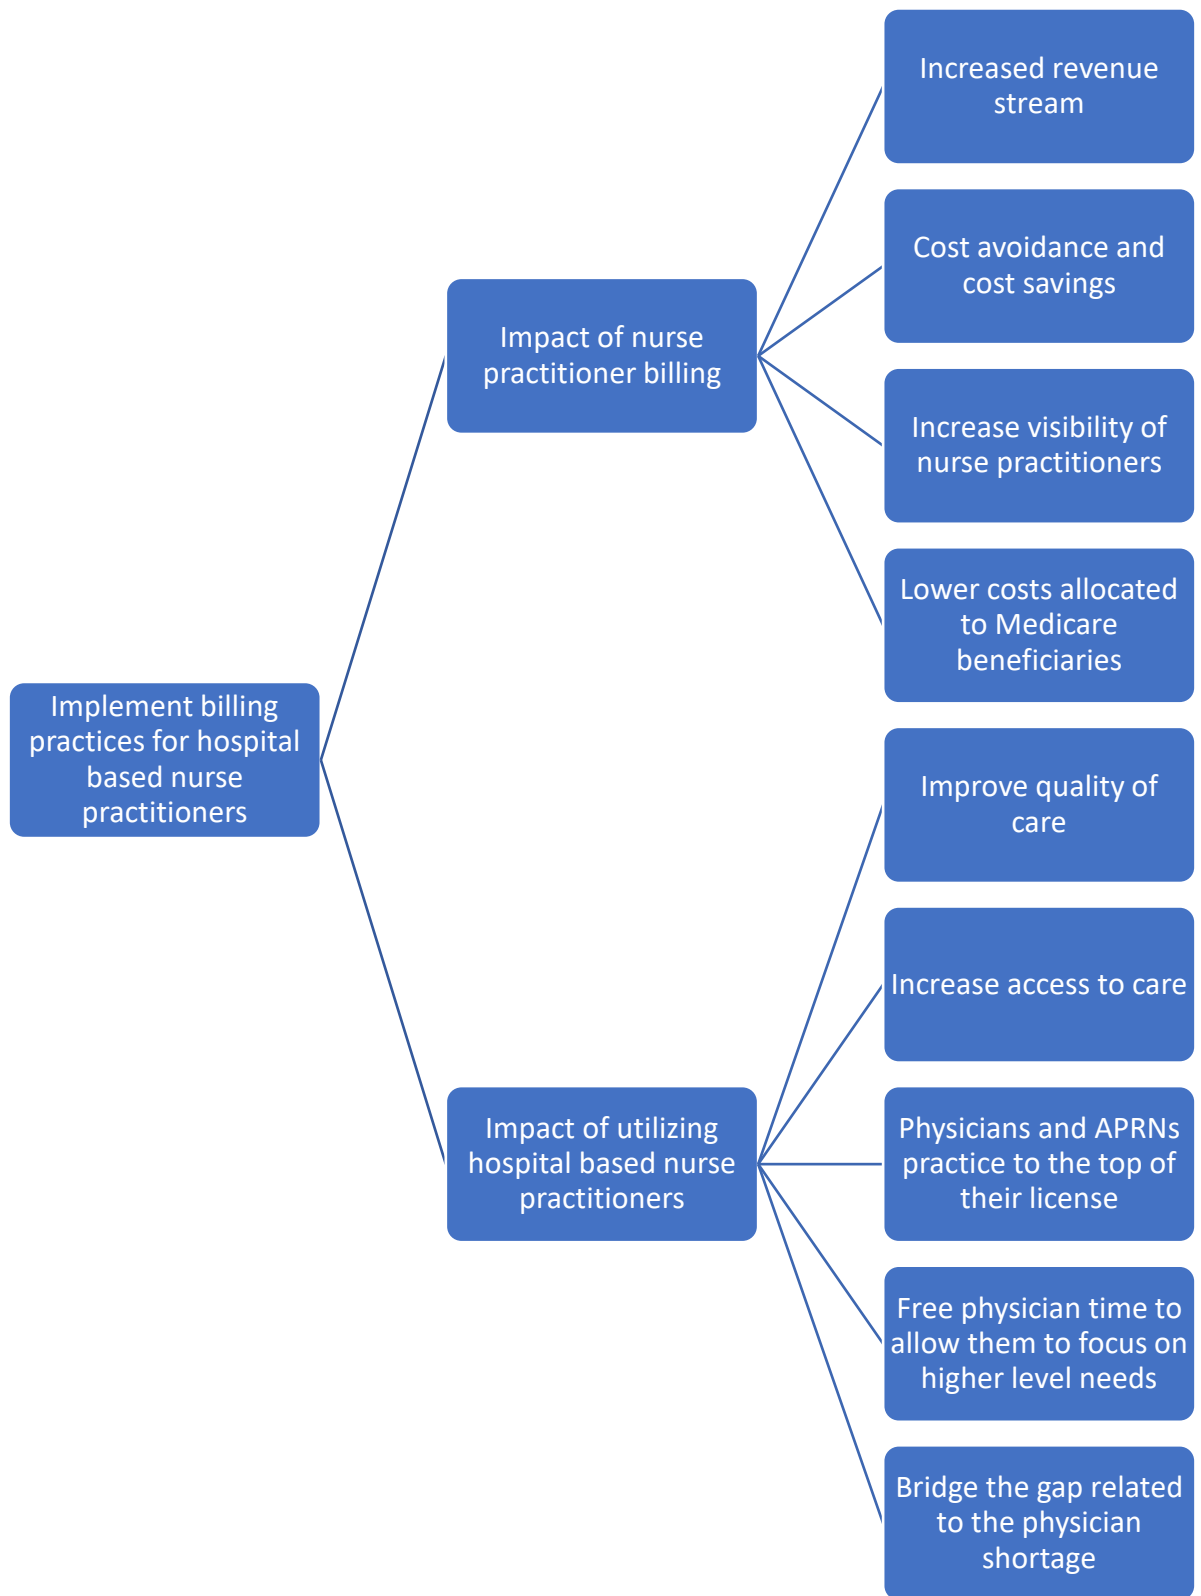 Implement billing
practices for hospital
based nurse
practitioners
Impact of nurse
practitioner billing
Increased revenue
stream
Cost avoidance and
cost savings
Increase visibility of
nurse practitioners
Lower costs allocated
to Medicare
beneficiaries
Impact of utilizing
hospital based nurse
practitioners
Improve quality of
care
Increase access to care
Physicians and APRNs
practice to the top of
their license
Free physician time to
allow them to focus on
higher level needs
Bridge the gap related
to the physician
shortage